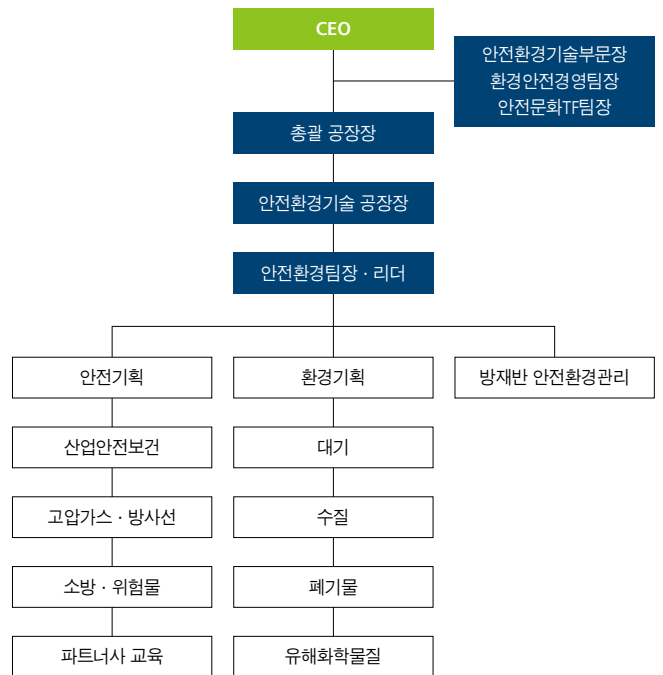 CEO
안전환경기술부문장
환경안전경영팀장
안전문화TF팀장
총괄 공장장
안전환경기술 공장장
안전환경팀장 · 리더
안전기획
환경기획
방재반 안전환경관리
산업안전보건
대기
고압가스 · 방사선
수질
소방 · 위험물
폐기물
파트너사 교육
유해화학물질